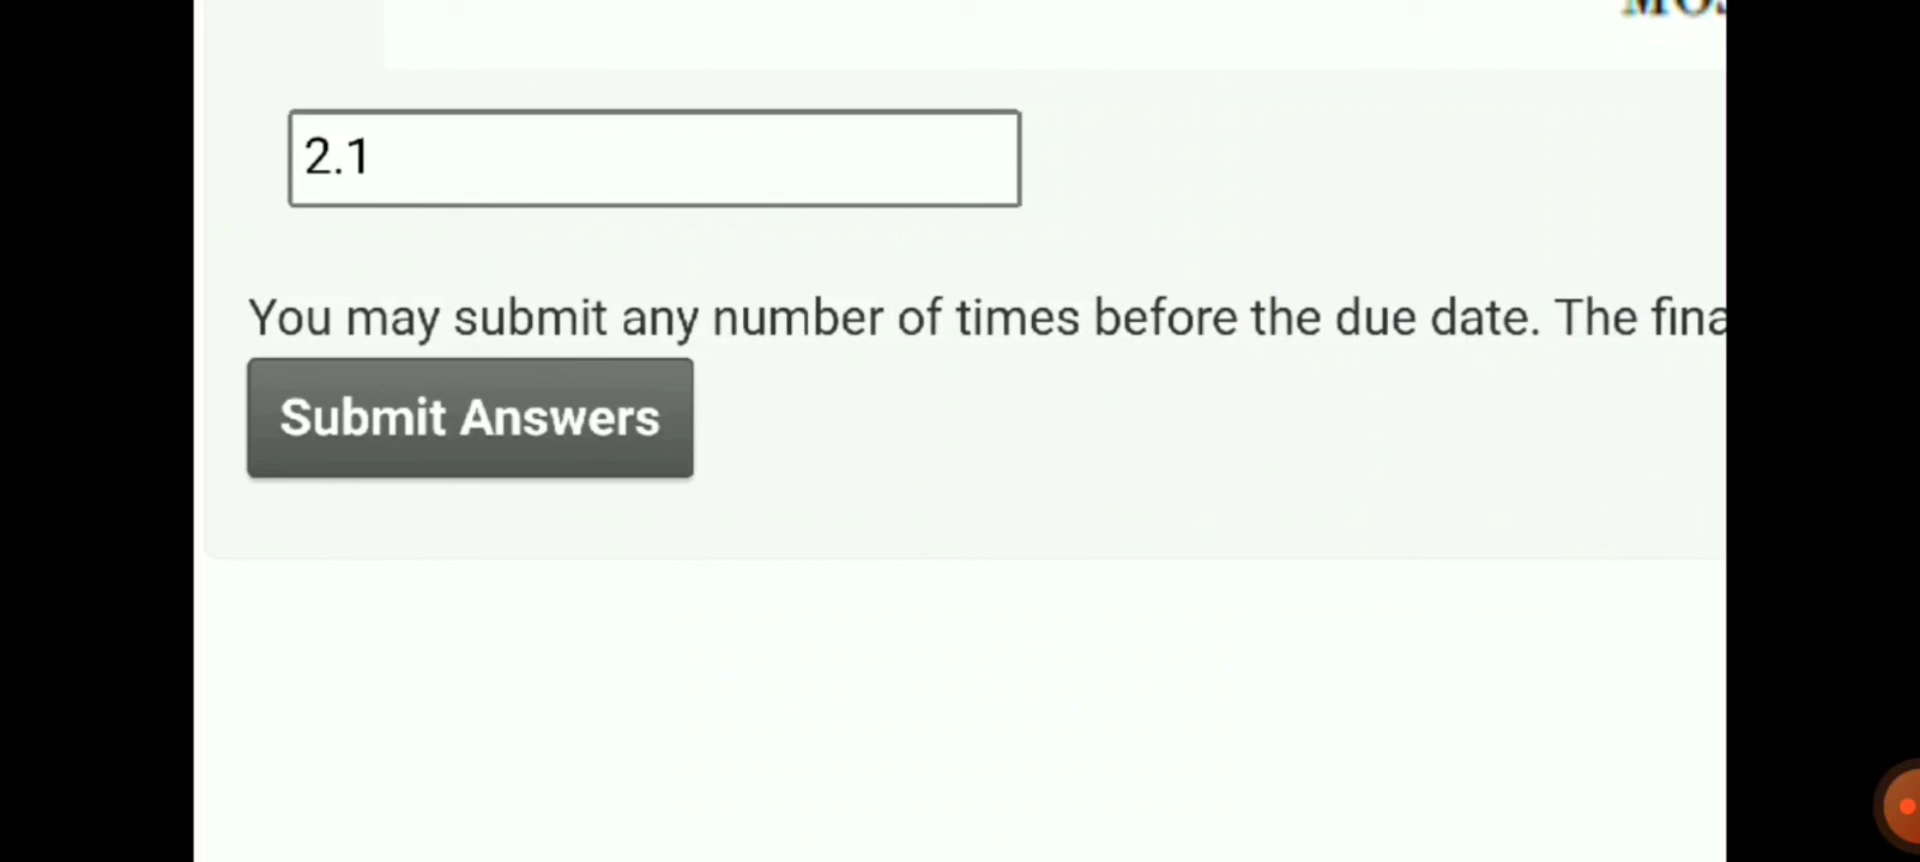 2.1
You may submit any number of times before the due date. The fina
Submit Answers